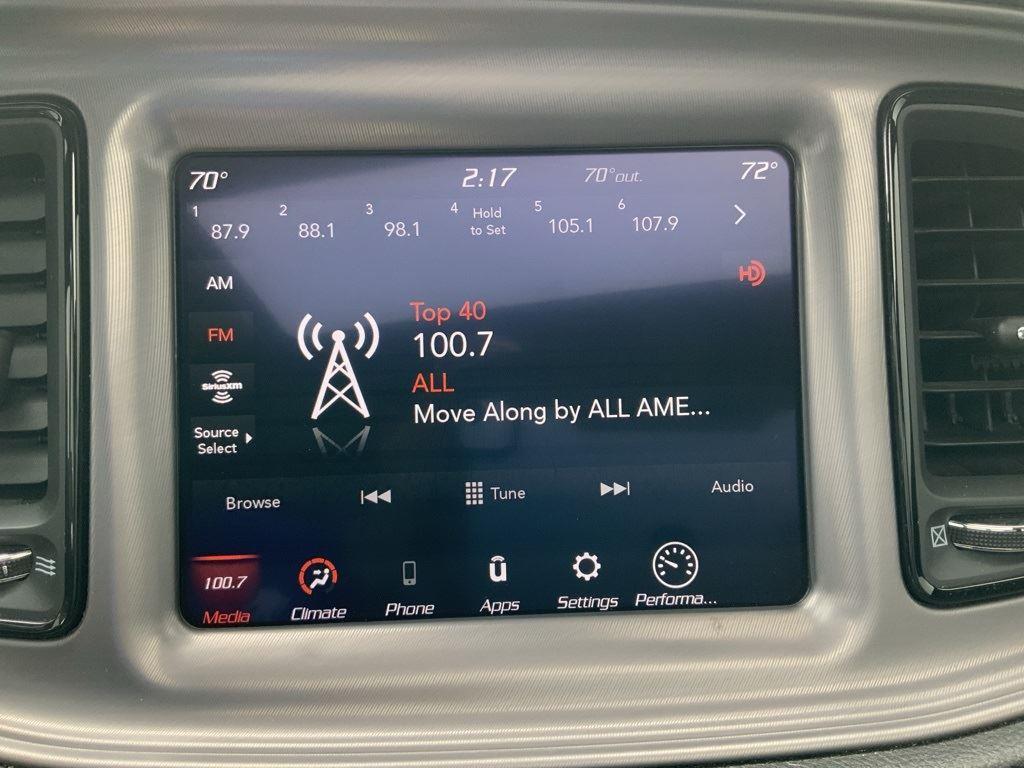 70° 2:17 70°out. 72°
1 87.9 2 88.1 3 98.1 4 Hold to Set 5 105.1 6 107.9
AM
HD
Top 40
FM
100.7
SiriusXM
ALL
Move Along by ALL AME...
Source
Select
Browse Tune Audio
100.7
Media Climate Phone Apps Settings Performa...